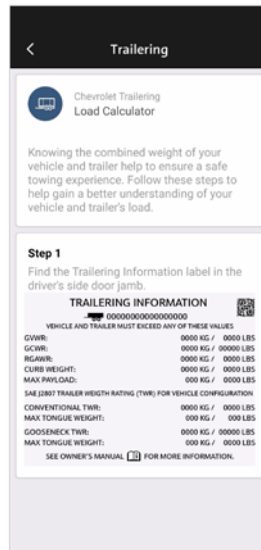 Trailering
Chevrolet Trailering
Load Calculator
Knowing the combined weight of your
vehicle and trailer help to ensure a safe
towing experience. Follow these steps to
help gain a better understanding of your
vehicle and trailer's load.
Step 1
Find the Trailering Information label in the
driver's side door jamb.
TRAILERING INFORMATION
00000000000000000
VEHICLE AND TRAILER MUST EXCEED ANY OF THESE VALUES
GVWR: 0000 KG / 0000 LBS
GCWR: 0000 KG / 00000 LBS
RGAWR: 0000 KG / 0000 LBS
CURB WEIGHT: 0000 KG / 0000 LBS
MAX PAYLOAD: 000 KG / 0000 LBS
SAE J2807 TRAILER WEIGTH RATING (TWR) FOR VEHICLE CONFIGURATION
CONVENTIONAL TWR: 0000 KG / 0000 LBS
MAX TONGUE WEIGHT: 000 KG / 000 LBS
GOOSENECK TWR: 0000 KG / 00000 LBS
MAX TONGUE WEIGHT: 000 KG / 0000 LBS
SEE OWNER'S MANUAL FOR MORE INFORMATION.